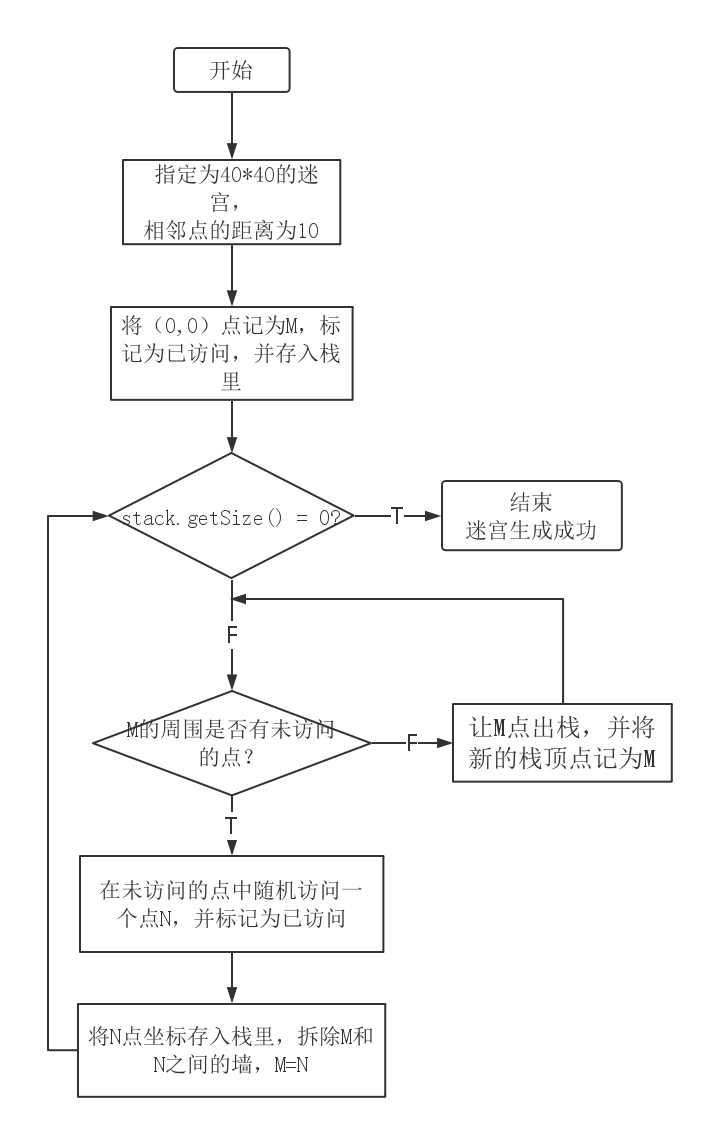 开始
指定为40*40的迷
宫，
相邻点的距离为10
将（0,0）点记为M，标
记为已访问，并存入栈
里
stack.getSize() = 0?
T
结束
迷宫生成成功
F
M的周围是否有未访问
的点？
F
让M点出栈，并将
新的栈顶点记为M
T
在未访问的点中随机访问一
个点N，并标记为已访问
将N点坐标存入栈里，拆除M和
N之间的墙，M=N